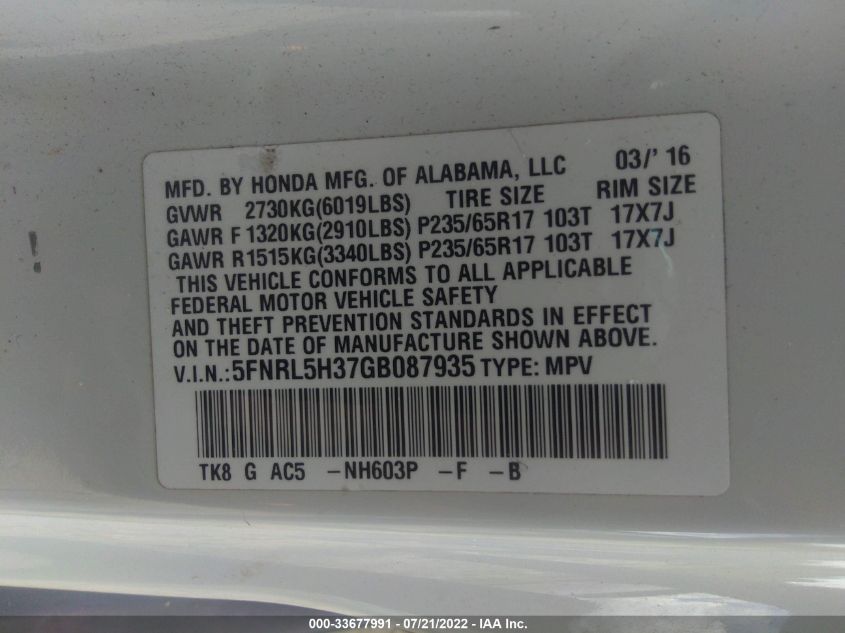 MFD. BY HONDA MFG. OF ALABAMA, LLC 03/' 16
GVWR 2730KG(6019LBS) TIRE SIZE RIM SIZE
GAWR F 1320KG(2910LBS) P235/65R17 103T 17X7J
GAWR R1515KG(3340LBS) P235/65R17 103T 17X7J
THIS VEHICLE CONFORMS TO ALL APPLICABLE
FEDERAL MOTOR VEHICLE SAFETY
AND THEFT PREVENTION STANDARDS IN EFFECT
ON THE DATE OF MANUFACTURE SHOWN ABOVE.
V.I.N.:5FNRL5H37GB087935 TYPE: MPV
TK8 G AC5 -NH603P -F -B
000-33677991 - 07/21/2022 - IAA Inc.